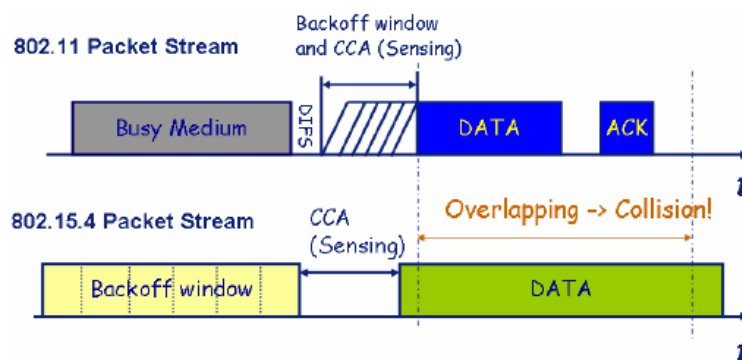 Backoff window
and CCA (Sensing)
802.11 Packet Stream
Busy Medium
DIFS
DATA
ACK
t
802.15.4 Packet Stream
CCA
(Sensing)
Overlapping -> Collision!
Backoff window
DATA